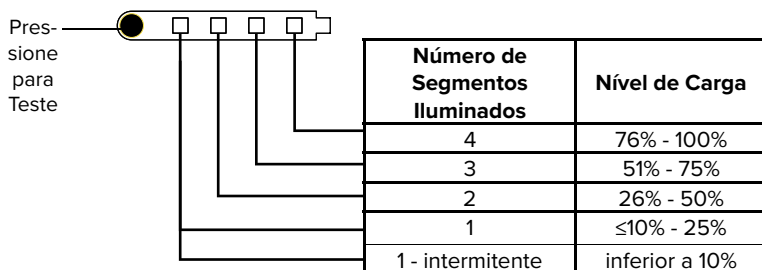 Pres-
sione
para
Teste
Número de
Segmentos
Iluminados
Nível de Carga
4 76% - 100%
3 51% - 75%
2 26% - 50%
1 ≤10% - 25%
1 - intermitente inferior a 10%